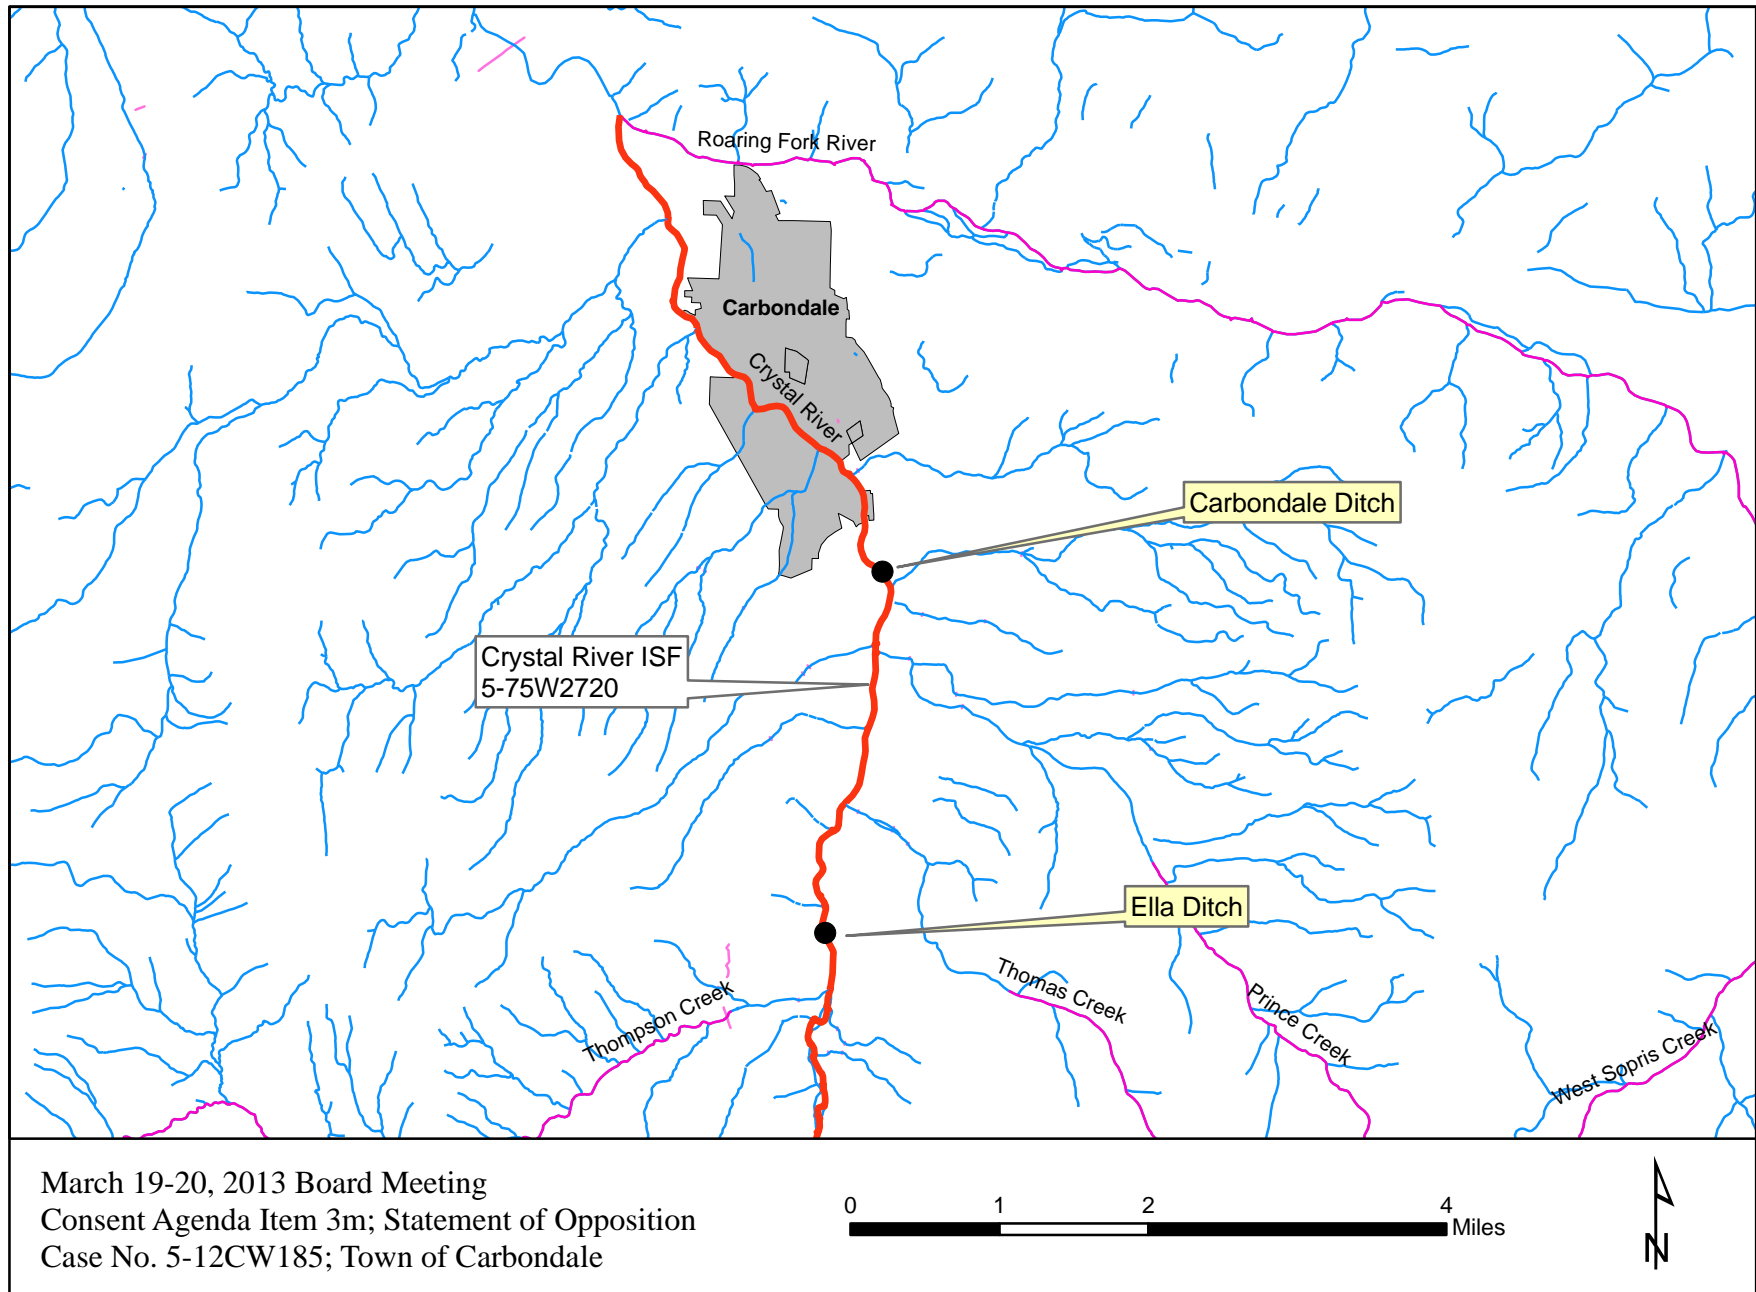 Roaring Fork River
Carbondale
Crystal River
Carbondale Ditch
Crystal River ISF
5-75W2720
Ella Ditch
Thompson Creek
Thomas Creek
Prince Creek
West Sopris Creek
March 19-20, 2013 Board Meeting
Consent Agenda Item 3m; Statement of Opposition
Case No. 5-12CW185; Town of Carbondale
0 1 2 4
Miles
N